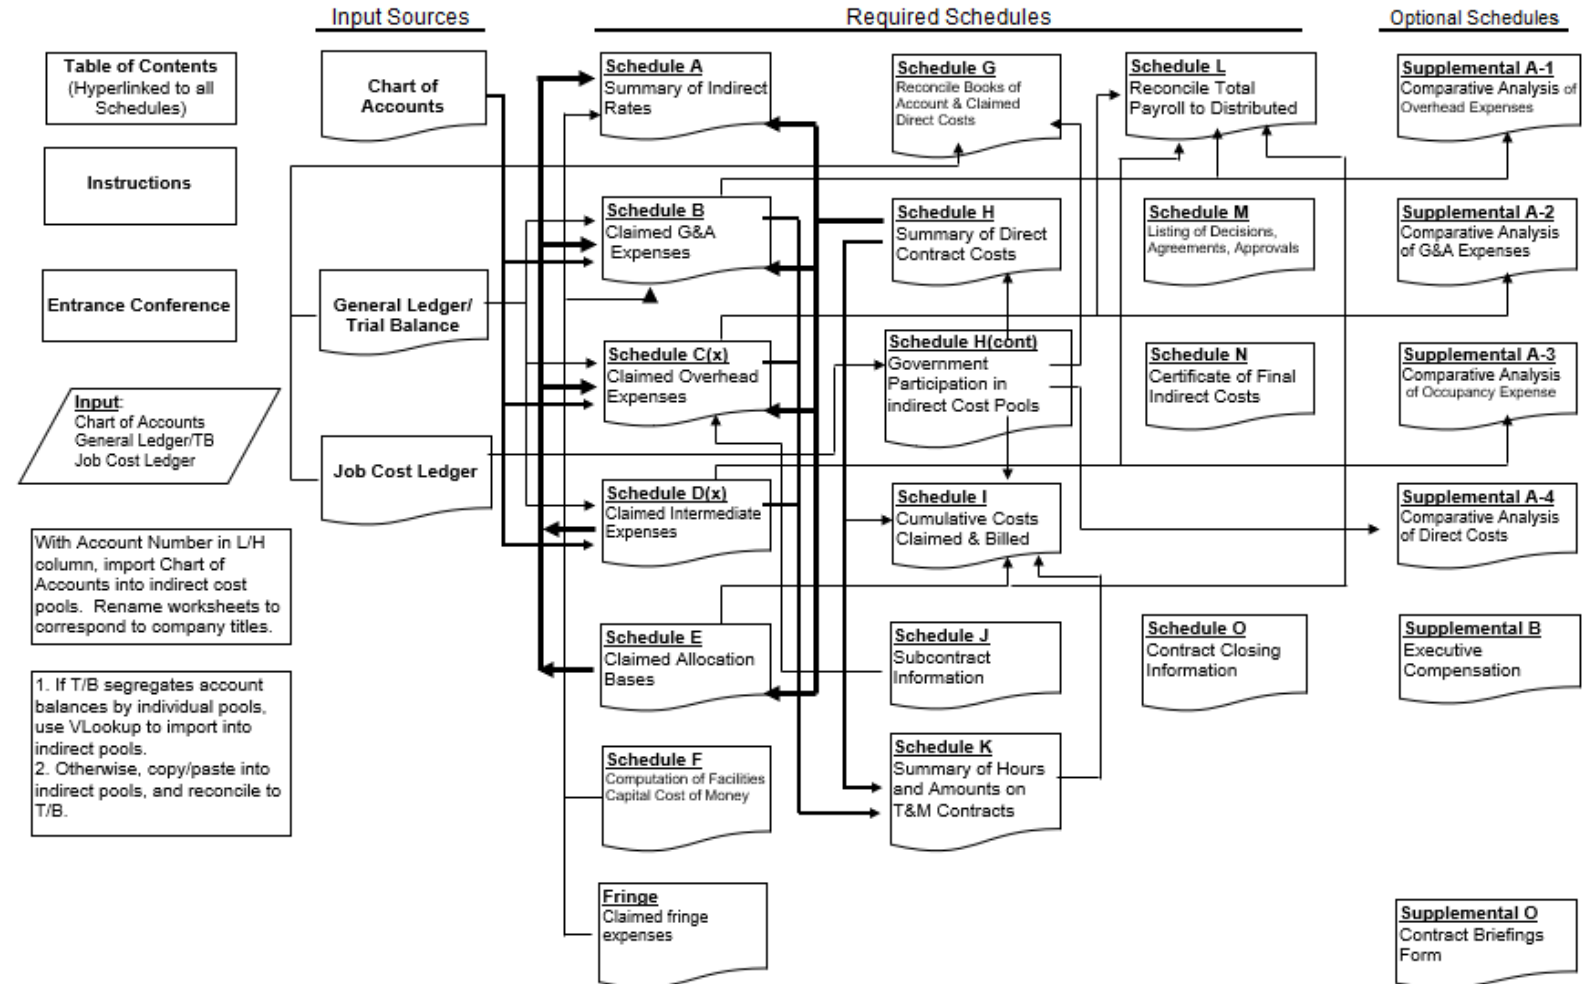 Input Sources
Required Schedules
Optional Schedules
Table of Contents
(Hyperlinked to all
Schedules)
Instructions
Entrance Conference
Input:
Chart of Accounts
General Ledger/TB
Job Cost Ledger
With Account Number in L/H
column, import Chart of
Accounts into indirect cost
pools. Rename worksheets to
correspond to company titles.
1. If T/B segregates account
balances by individual pools,
use VLookup to import into
indirect pools.
2. Otherwise, copy/paste into
indirect pools, and reconcile to
T/B.
Chart of
Accounts
General Ledger/
Trial Balance
Job Cost Ledger
Schedule A
Summary of Indirect
Rates
Schedule B
Claimed G&A
Expenses
Schedule C(x)
Claimed Overhead
Expenses
Schedule D(x)
Claimed Intermediate
Expenses
Schedule E
Claimed Allocation
Bases
Schedule F
Computation of Facilities
Capital Cost of Money
Fringe
Claimed fringe
expenses
Schedule G
Reconcile Books of
Account & Claimed
Direct Costs
Schedule H
Summary of Direct
Contract Costs
Schedule H(cont)
Government
Participation in
indirect Cost Pools
Schedule I
Cumulative Costs
Claimed & Billed
Schedule J
Subcontract
Information
Schedule K
Summary of Hours
and Amounts on
T&M Contracts
Schedule L
Reconcile Total
Payroll to Distributed
Schedule M
Listing of Decisions,
Agreements, Approvals
Schedule N
Certificate of Final
Indirect Costs
Schedule O
Contract Closing
Information
Supplemental A-1
Comparative Analysis of
Overhead Expenses
Supplemental A-2
Comparative Analysis
of G&A Expenses
Supplemental A-3
Comparative Analysis
of Occupancy Expense
Supplemental A-4
Comparative Analysis
of Direct Costs
Supplemental B
Executive
Compensation
Supplemental O
Contract Briefings
Form